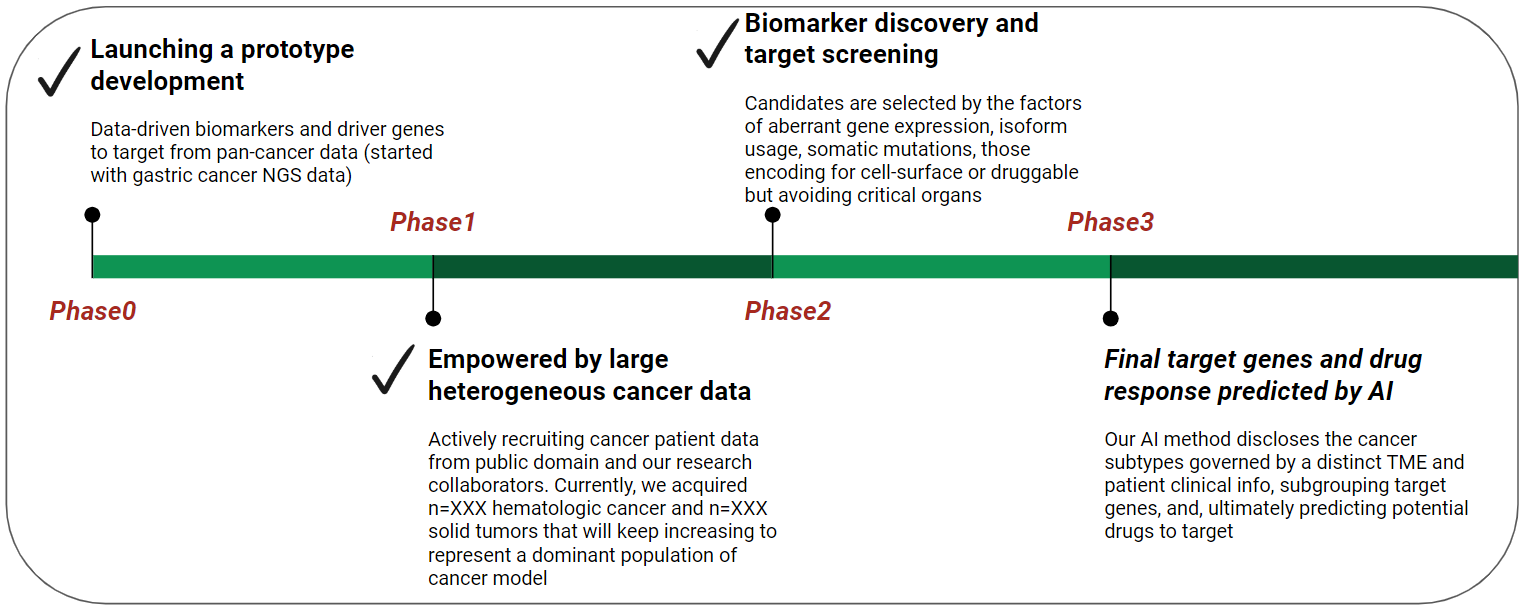 Launching a prototype
development
Data-driven biomarkers and driver genes
to target from pan-cancer data (started
with gastric cancer NGS data)
Phase0
Phase1
Empowered by large
heterogeneous cancer data
Actively recruiting cancer patient data
from public domain and our research
collaborators. Currently, we acquired
n=XXX hematologic cancer and n=XXX
solid tumors that will keep increasing to
represent a dominant population of
cancer model
Biomarker discovery and
target screening
Candidates are selected by the factors
of aberrant gene expression, isoform
usage, somatic mutations, those
encoding for cell-surface or druggable
but avoiding critical organs
Phase2
Phase3
Final target genes and drug
response predicted by AI
Our AI method discloses the cancer
subtypes governed by a distinct TME and
patient clinical info, subgrouping target
genes, and, ultimately predicting potential
drugs to target